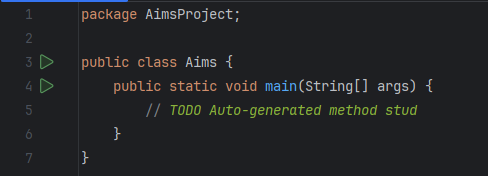 1 package AimsProject;
2
3 public class Aims {
4     public static void main(String[] args) {
5         // TODO Auto-generated method stud
6     }
7 }